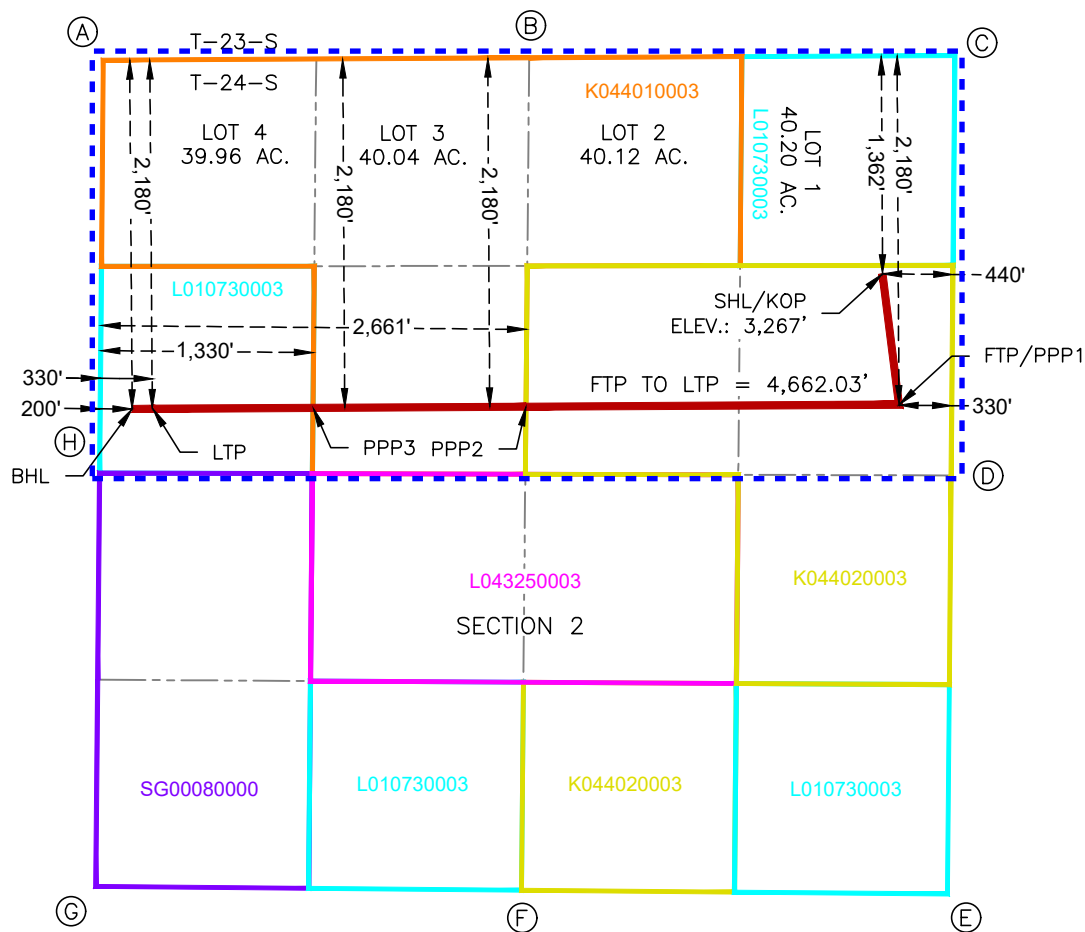 A
B
C
T-23-S
T-24-S
K044010003
LOT 4
39.96 AC.
LOT 3
40.04 AC.
LOT 2
40.12 AC.
LOT 1
40.20 AC.
L010730003
2,180'
2,180'
2,180'
1,362'
2,180'
L010730003
2,661'
1,330'
SHL/KOP
ELEV.: 3,267'
440'
FTP/PPP1
330'
200'
FTP TO LTP = 4,662.03'
330'
H
BHL
LTP
PPP3
PPP2
D
L043250003
K044020003
SECTION 2
SG00080000
L010730003
K044020003
L010730003
G
F
E